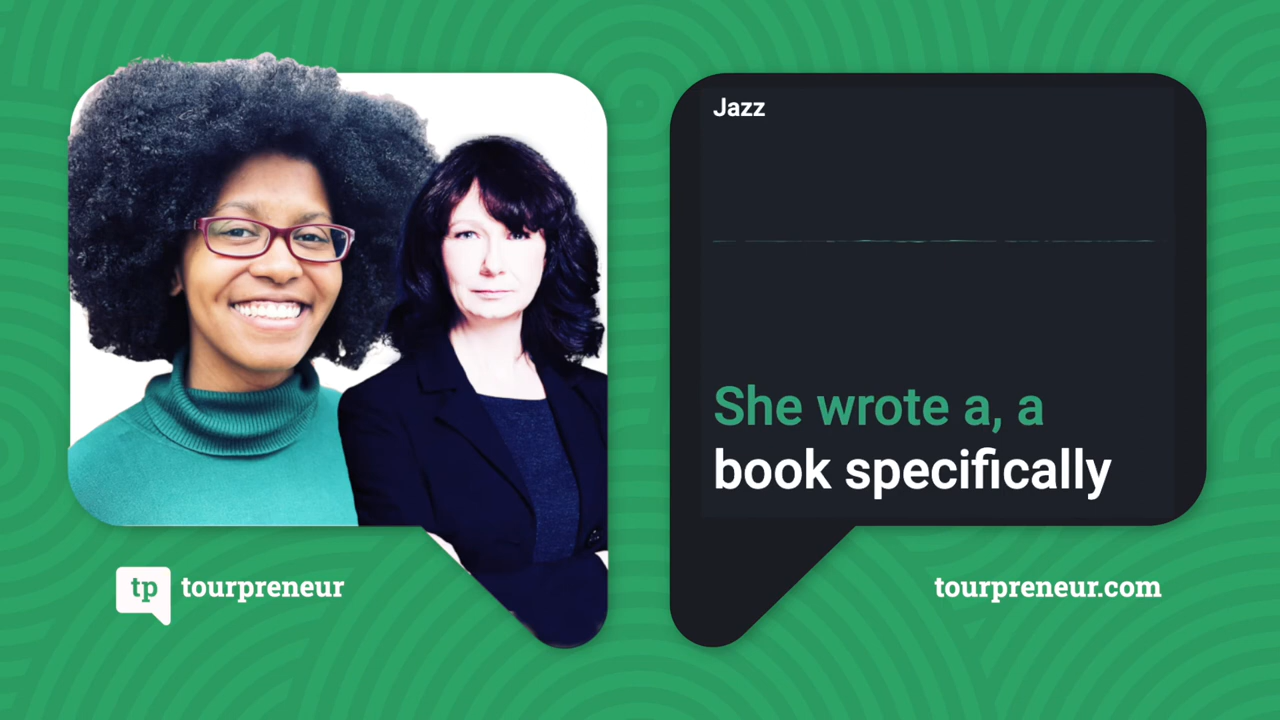 Jazz
She wrote a, a
book specifically
tp tourpreneur
tourpreneur.com